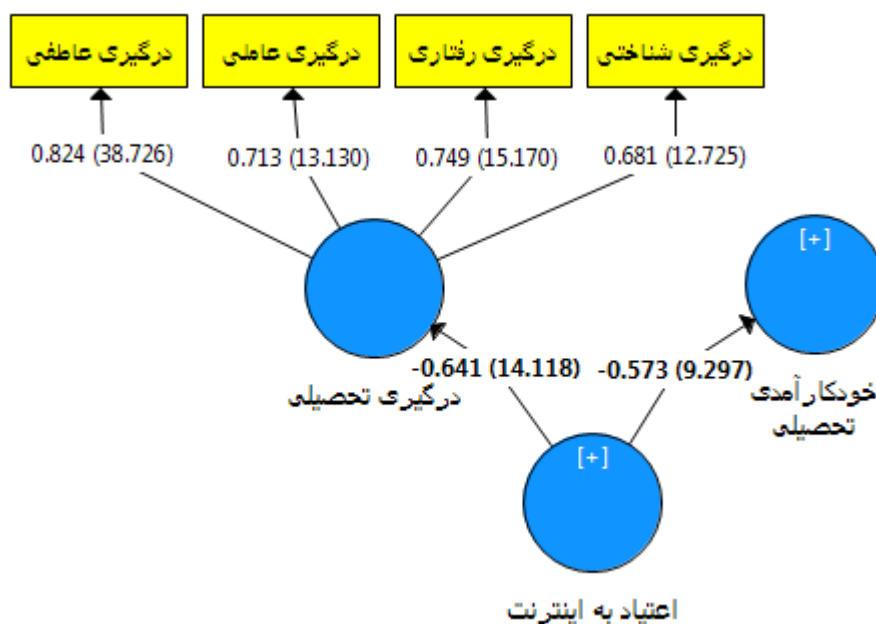 درگیری شناختی
درگیری رفتاری
درگیری عاملی
درگیری عاطفی
0.824 (38.726)
0.713 (13.130)
0.749 (15.170)
0.681 (12.725)
[+]
-0.641 (14.118)
-0.573 (9.297)
درگیری تحصیلی
خودکارآمدی
تحصیلی
[+]
اعتیاد به اینترنت